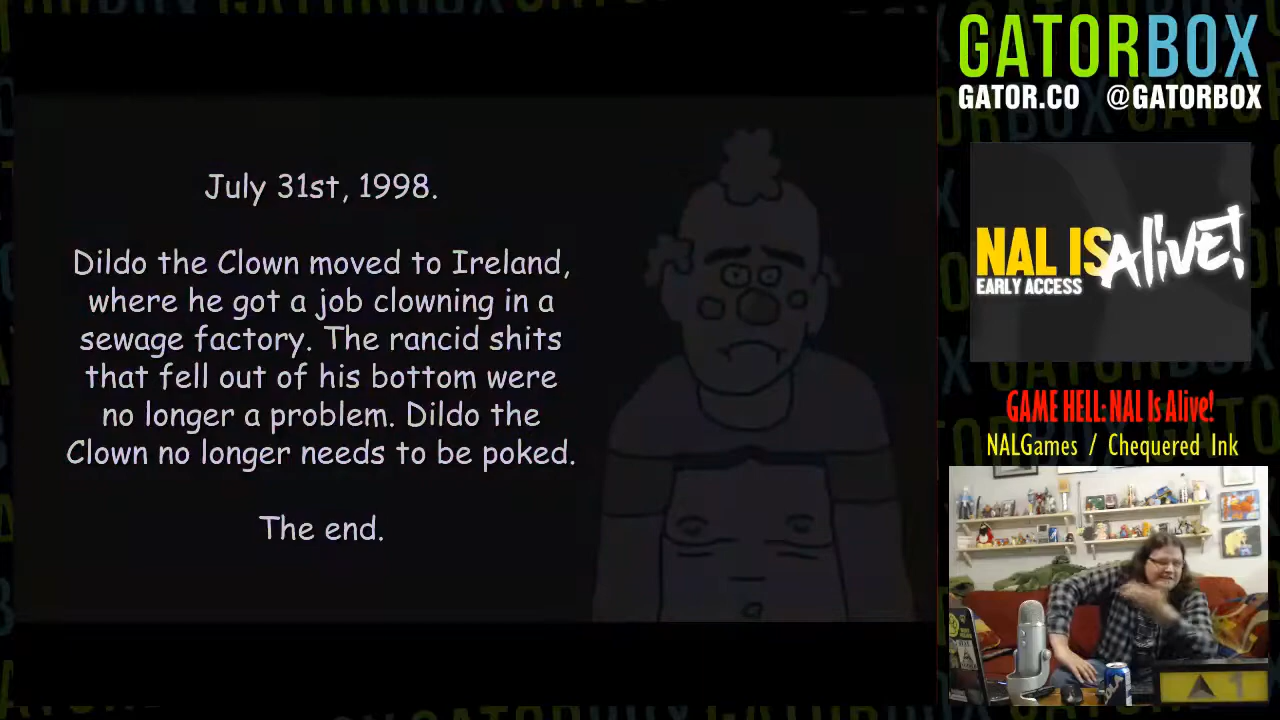 July 31st, 1998.
Dildo the Clown moved to Ireland,
where he got a job clowning in a
sewage factory. The rancid shits
that fell out of his bottom were
no longer a problem. Dildo the
Clown no longer needs to be poked.
The end.
GATORBOX
GATOR.CO @GATORBOX
NAL IS Alive!
EARLY ACCESS
GAME HELL: NAL Is Alive!
NALGames / Chequered Ink
1